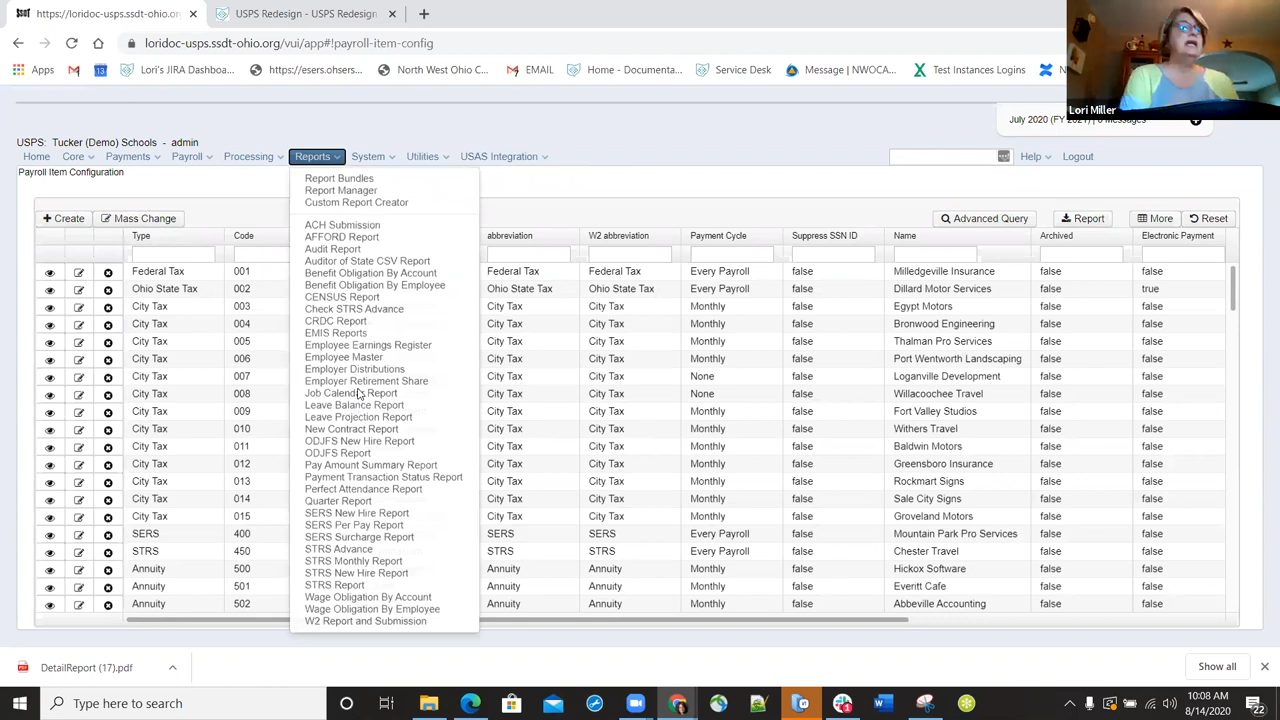 SSDT https://loridoc-usps.ssdt-ohio.org/ USPS Redesign - USPS Redesign
loridoc-usps.ssdt-ohio.org/vui/app#!payroll-item-config
Apps Lori's JIRA Dashboa... https://esers.ohsers... North West Ohio C... EMAIL Home - Documenta... Service Desk Message | NWOCA... Test Instances Logins
Lori Miller
USPS: Tucker (Demo) Schools - admin
Home Core Payments Payroll Processing Reports System Utilities USAS Integration Help Logout
Payroll Item Configuration
Report Bundles
Report Manager
Custom Report Creator
ACH Submission
AFFORD Report
Audit Report
Auditor of State CSV Report
Benefit Obligation By Account
Benefit Obligation By Employee
CENSUS Report
Check STRS Advance
CRDC Report
EMIS Reports
Employee Earnings Register
Employee Master
Employer Distributions
Employer Retirement Share
Job Calendar Report
Leave Balance Report
Leave Projection Report
New Contract Report
ODJFS New Hire Report
ODJFS Report
Pay Amount Summary Report
Payment Transaction Status Report
Perfect Attendance Report
Quarter Report
SERS New Hire Report
SERS Per Pay Report
SERS Surcharge Report
STRS Advance
STRS Monthly Report
STRS New Hire Report
STRS Report
Wage Obligation By Account
Wage Obligation By Employee
W2 Report and Submission
Create Mass Change Advanced Query Report More Reset
Type Code abbreviation W2 abbreviation Payment Cycle Suppress SSN ID Name Archived Electronic Payment
Federal Tax 001 Federal Tax Federal Tax Every Payroll false Milledgeville Insurance false false
Ohio State Tax 002 Ohio State Tax Ohio State Tax Every Payroll false Dillard Motor Services false true
City Tax 003 City Tax City Tax Monthly false Egypt Motors false false
City Tax 004 City Tax City Tax Monthly false Bronwood Engineering false false
City Tax 005 City Tax City Tax Monthly false Thalman Pro Services false false
City Tax 006 City Tax City Tax Monthly false Port Wentworth Landscaping false false
City Tax 007 City Tax City Tax None false Loganville Development false false
City Tax 008 City Tax City Tax None false Willacoochee Travel false false
City Tax 009 City Tax City Tax Monthly false Fort Valley Studios false false
City Tax 010 City Tax City Tax Monthly false Withers Travel false false
City Tax 011 City Tax City Tax Monthly false Baldwin Motors false false
City Tax 012 City Tax City Tax Monthly false Greensboro Insurance false false
City Tax 013 City Tax City Tax Monthly false Rockmart Signs false false
City Tax 014 City Tax City Tax Monthly false Sale City Signs false false
City Tax 015 City Tax City Tax Monthly false Groveland Motors false false
SERS 400 SERS SERS Every Payroll false Mountain Park Pro Services false false
STRS 450 STRS STRS Every Payroll false Chester Travel false false
Annuity 500 Annuity Annuity Monthly false Hickox Software false false
Annuity 501 Annuity Annuity Monthly false Everitt Cafe false false
Annuity 502 Annuity Annuity Monthly false Abbeville Accounting false false
DetailReport (17).pdf Show all
Type here to search
10:08 AM
8/14/2020
22